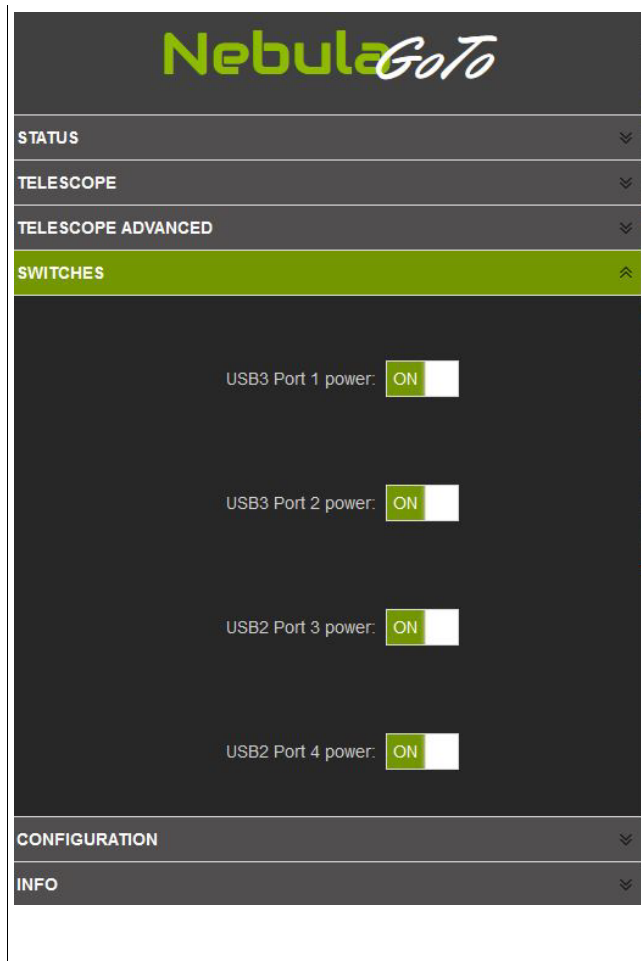 NebulaGoTo
STATUS
TELESCOPE
TELESCOPE ADVANCED
SWITCHES
USB3 Port 1 power: ON
USB3 Port 2 power: ON
USB2 Port 3 power: ON
USB2 Port 4 power: ON
CONFIGURATION
INFO